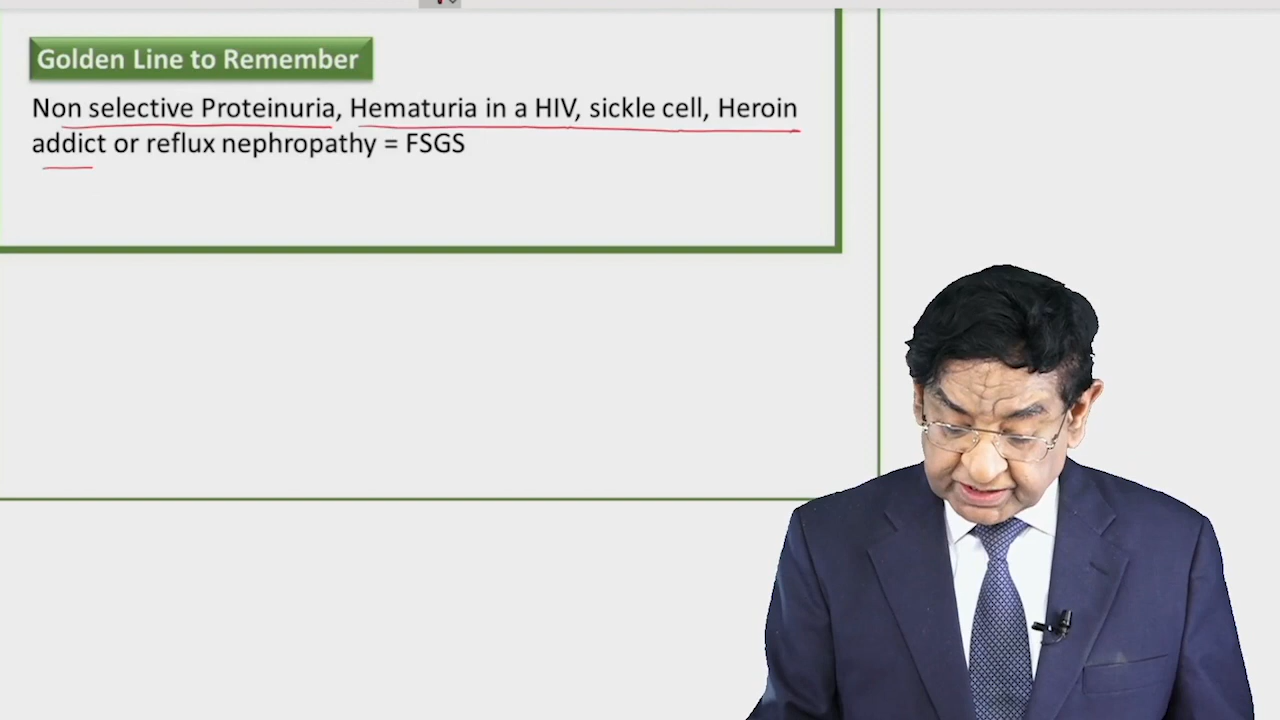 Golden Line to Remember
Non selective Proteinuria, Hematuria in a HIV, sickle cell, Heroin
addict or reflux nephropathy = FSGS